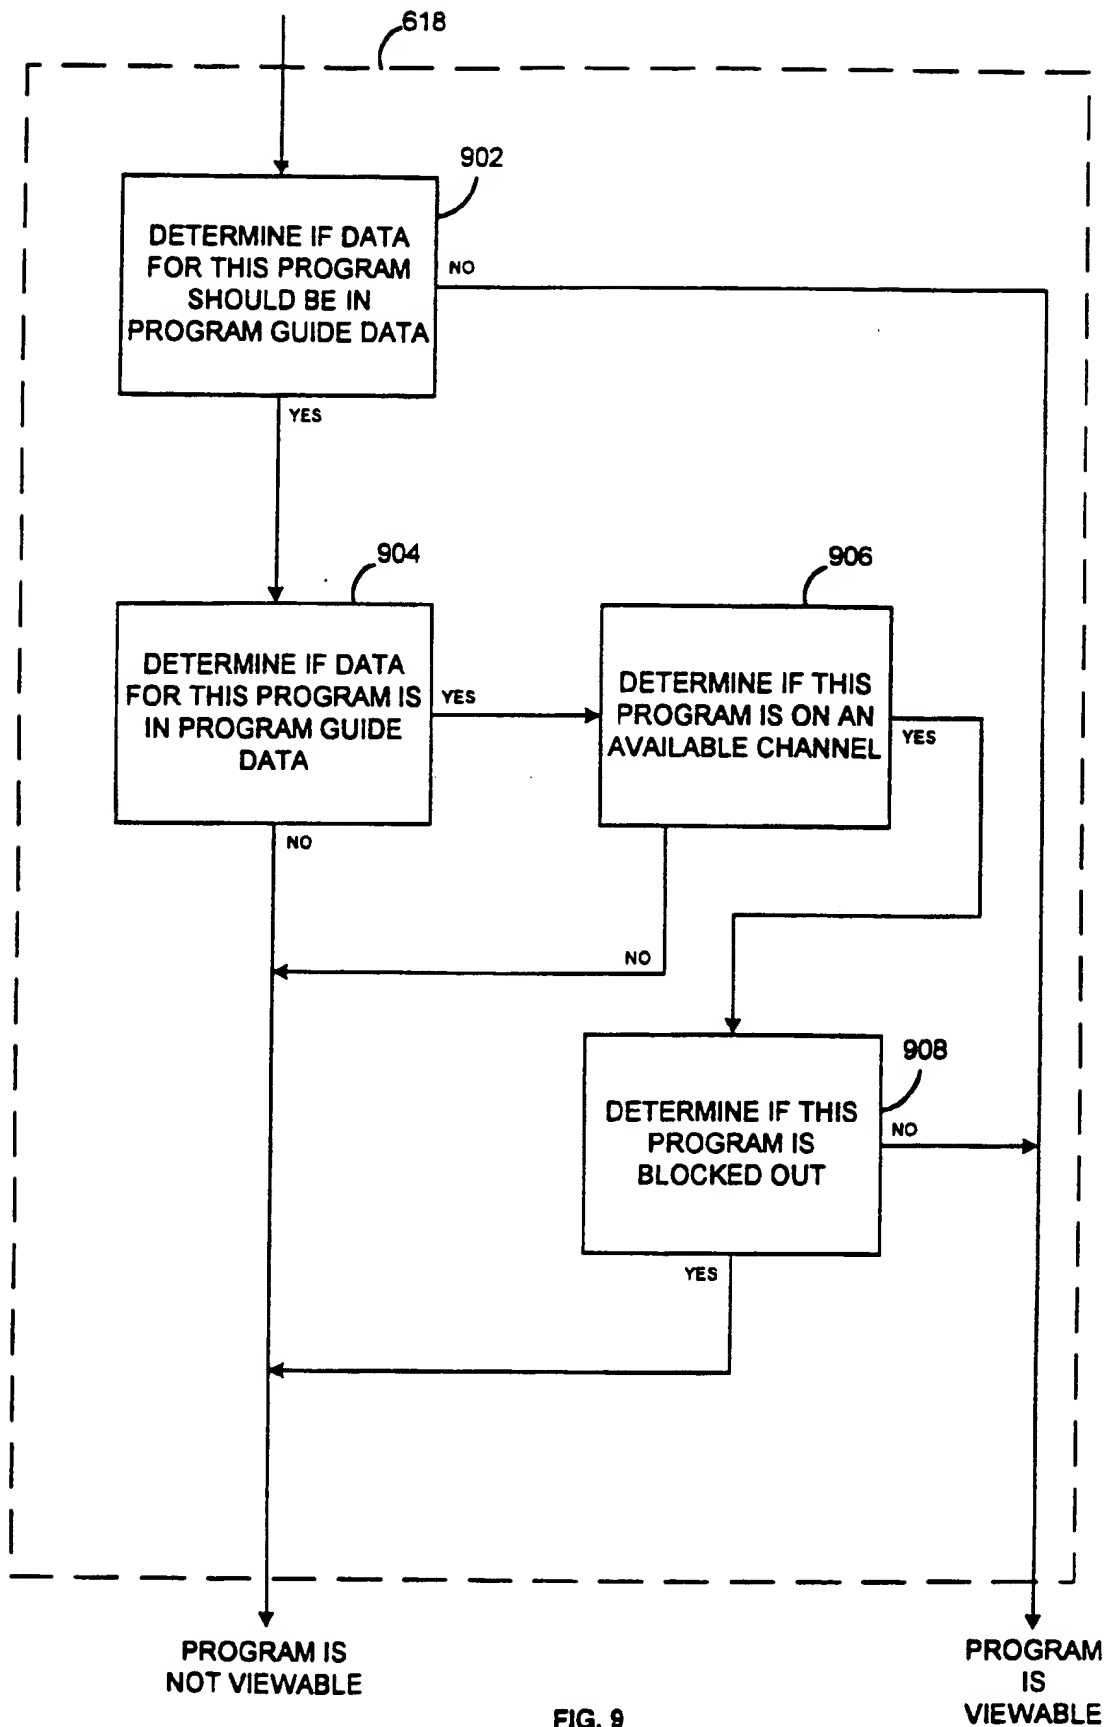 618
902
DETERMINE IF DATA
FOR THIS PROGRAM
SHOULD BE IN
PROGRAM GUIDE DATA
NO
YES
904
DETERMINE IF DATA
FOR THIS PROGRAM IS
IN PROGRAM GUIDE
DATA
YES
NO
906
DETERMINE IF THIS
PROGRAM IS ON AN
AVAILABLE CHANNEL
YES
NO
908
DETERMINE IF THIS
PROGRAM IS
BLOCKED OUT
NO
YES
PROGRAM IS
NOT VIEWABLE
PROGRAM
IS
VIEWABLE
FIG. 9